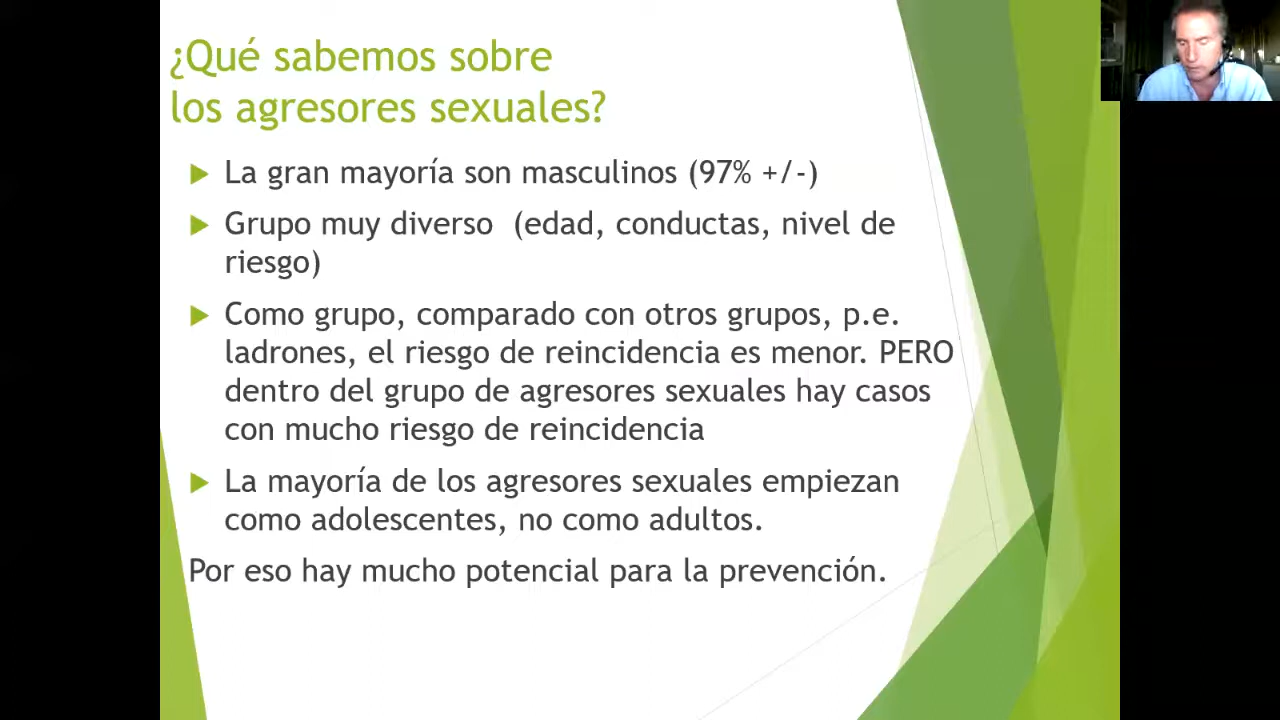 ¿Qué sabemos sobre
los agresores sexuales?
La gran mayoría son masculinos (97% +/-)
Grupo muy diverso (edad, conductas, nivel de
riesgo)
Como grupo, comparado con otros grupos, p.e.
ladrones, el riesgo de reincidencia es menor. PERO
dentro del grupo de agresores sexuales hay casos
con mucho riesgo de reincidencia
La mayoría de los agresores sexuales empiezan
como adolescentes, no como adultos.
Por eso hay mucho potencial para la prevención.